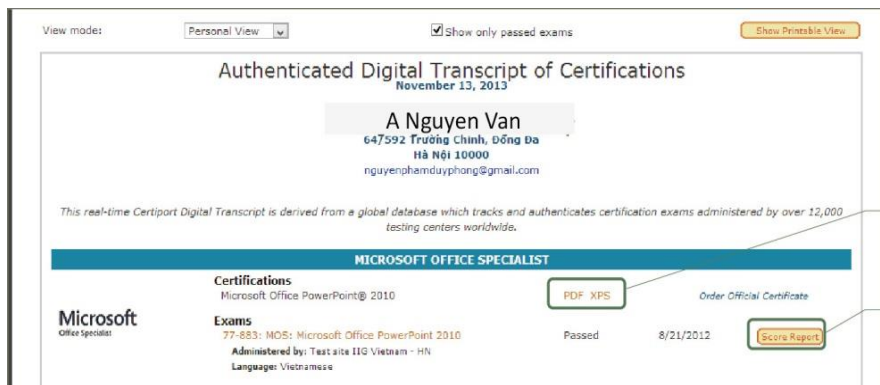 View mode: Personal View Show only passed exams Show Printable View
Authenticated Digital Transcript of Certifications
November 13, 2013
A Nguyen Van
647592 Trường Chinh, Đống Đa
Hà Nội 10000
nguyenphamduyphong@gmail.com
This real-time Certiport Digital Transcript is derived from a global database which tracks and authenticates certification exams administered by over 12,000
testing centers worldwide.
MICROSOFT OFFICE SPECIALIST
Certifications
Microsoft Office PowerPoint® 2010 PDF XPS Order Official Certificate
Microsoft
Office Specialist
Exams
77-883: MOS: Microsoft Office PowerPoint 2010 Passed 8/21/2012 Score Report
Administered by: Test site IIG Vietnam - HN
Language: Vietnamese